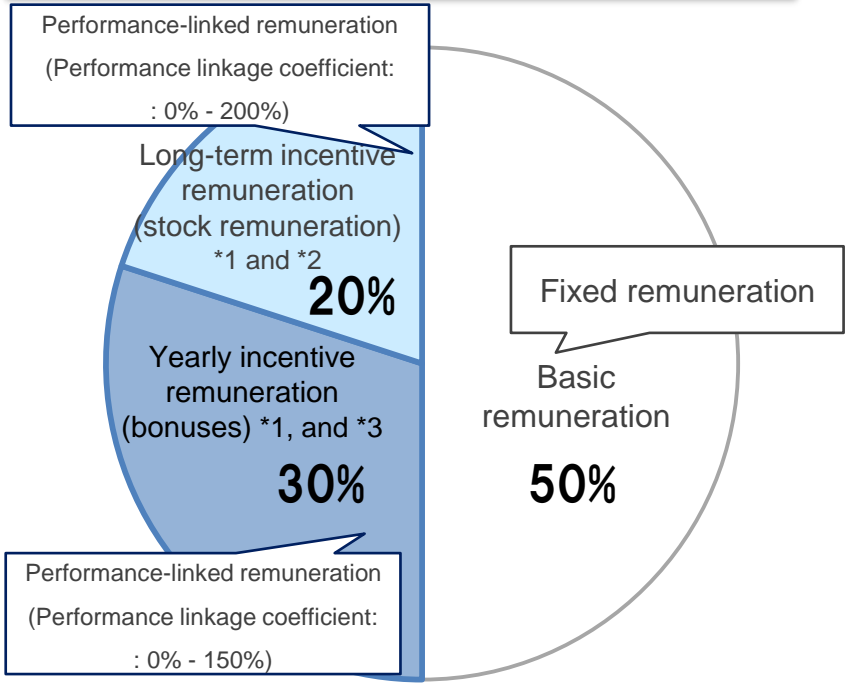 Performance-linked remuneration
(Performance linkage coefficient:
: 0% - 200%)
Long-term incentive
remuneration
(stock remuneration)
*1 and *2
20%
Fixed remuneration
Basic
remuneration
50%
Yearly incentive
remuneration
(bonuses) *1, and *3
30%
Performance-linked remuneration
(Performance linkage coefficient:
: 0% - 150%)